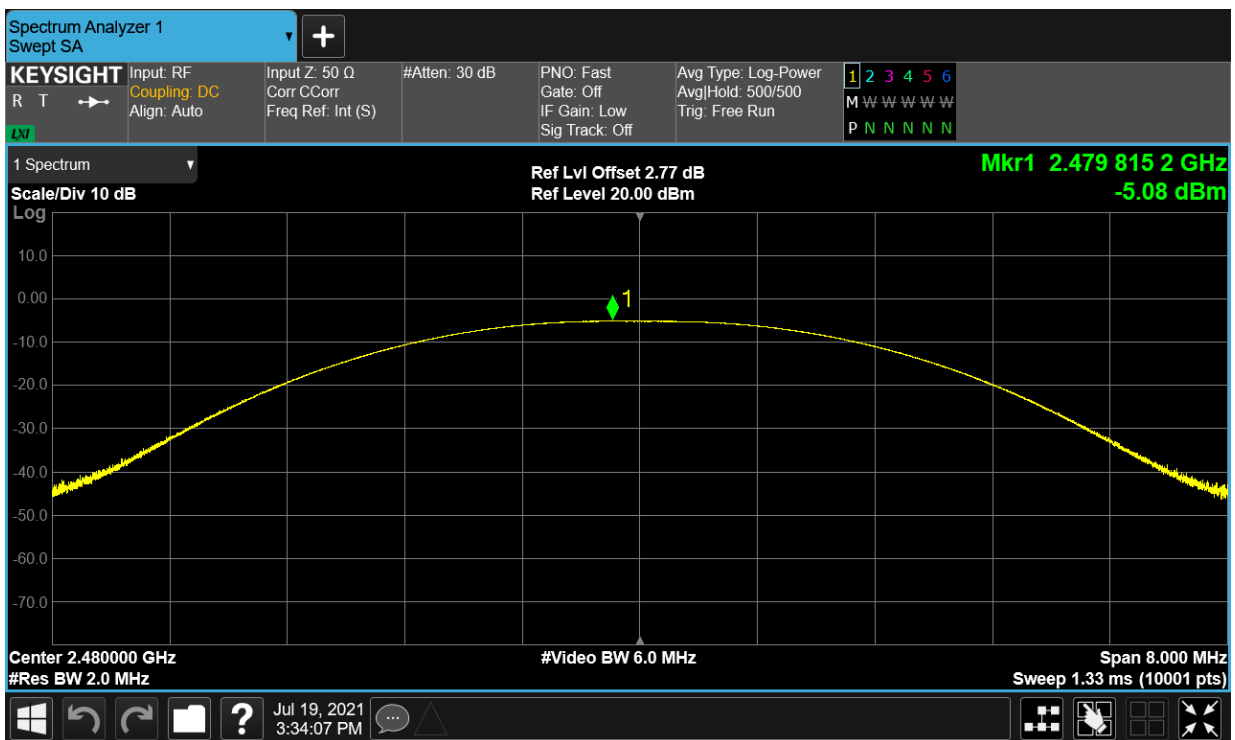 Spectrum Analyzer 1
Swept SA
KEYSIGHT
R T
LXI
Input: RF
Coupling: DC
Align: Auto
Input Z: 50 Ω
Corr CCorr
Freq Ref: Int (S)
#Atten: 30 dB
PNO: Fast
Gate: Off
IF Gain: Low
Sig Track: Off
Avg Type: Log-Power
Avg|Hold: 500/500
Trig: Free Run
1 2 3 4 5 6
M W W W W W
P N N N N N
1 Spectrum
Scale/Div 10 dB
Log
Ref Lvl Offset 2.77 dB
Ref Level 20.00 dBm
Mkr1 2.479 815 2 GHz
-5.08 dBm
10.0
0.00
-10.0
-20.0
-30.0
-40.0
-50.0
-60.0
-70.0
1
Center 2.480000 GHz
#Res BW 2.0 MHz
#Video BW 6.0 MHz
Span 8.000 MHz
Sweep 1.33 ms (10001 pts)
?
Jul 19, 2021
3:34:07 PM